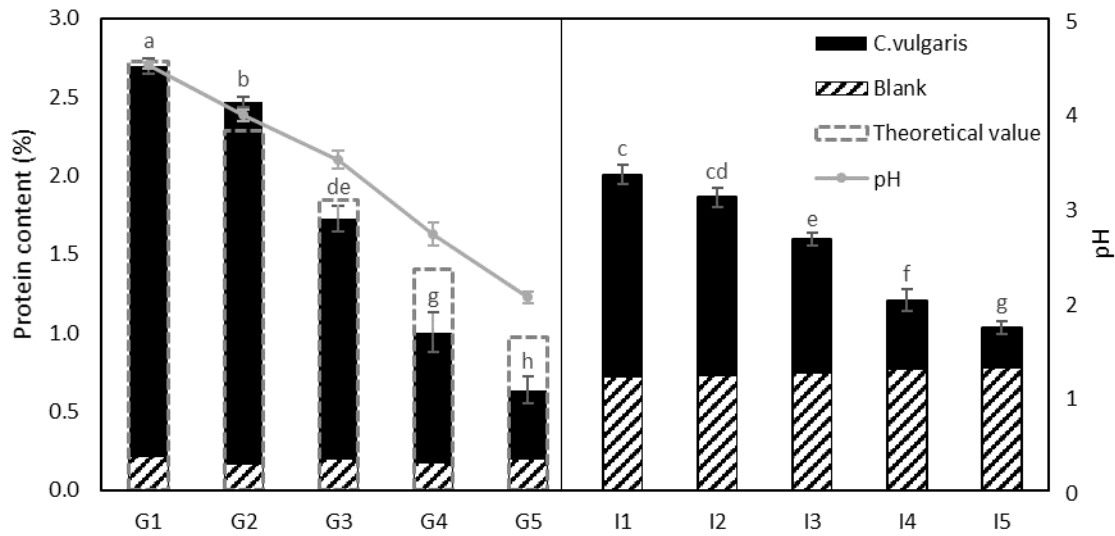 3.0
2.5
2.0
1.5
1.0
0.5
0.0
Protein content (%)
a
b
de
g
h
c
cd
e
f
g
C.vulgaris
Blank
Theoretical value
pH
5
4
3
2
1
0
pH
G1 G2 G3 G4 G5 I1 I2 I3 I4 I5